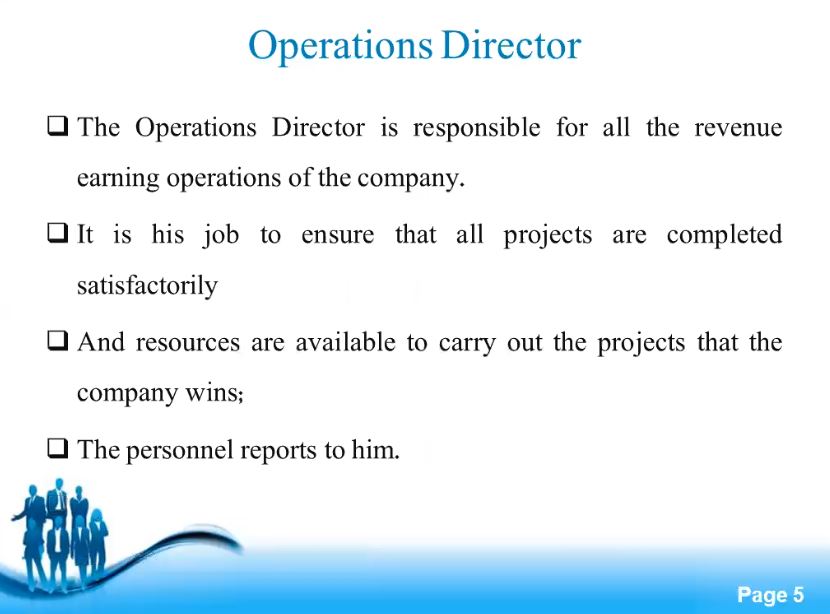 Operations Director
❑ The Operations Director is responsible for all the revenue
earning operations of the company.
❑ It is his job to ensure that all projects are completed
satisfactorily
❑ And resources are available to carry out the projects that the
company wins;
❑ The personnel reports to him.
Page 5